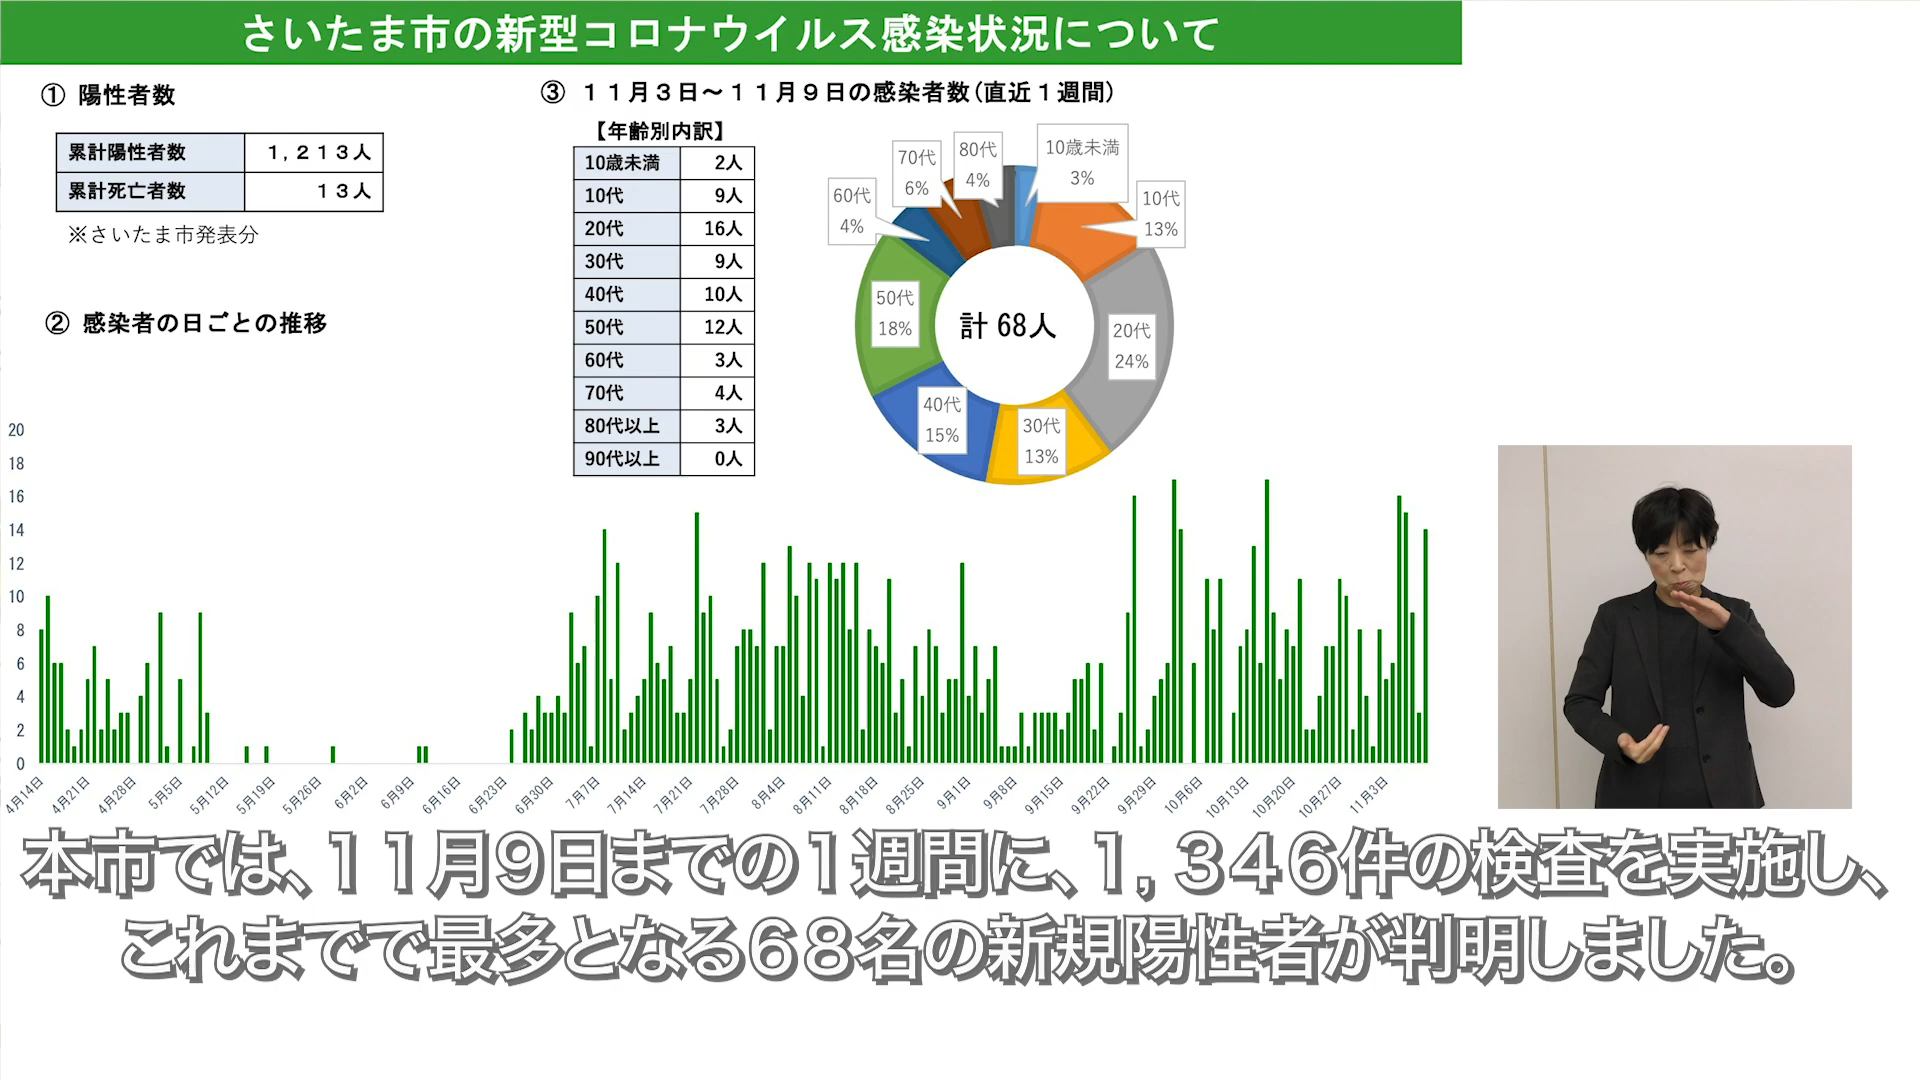 さいたま市の新型コロナウイルス感染状況について
① 陽性者数
累計陽性者数 １，２１３人
累計死亡者数 １３人
※さいたま市発表分
② 感染者の日ごとの推移
③ １１月３日～１１月９日の感染者数(直近１週間)
【年齢別内訳】
10歳未満 2人
10代 9人
20代 16人
30代 9人
40代 10人
50代 12人
60代 3人
70代 4人
80代以上 3人
90代以上 0人
10歳未満
3%
10代
13%
20代
24%
30代
13%
40代
15%
50代
18%
60代
4%
70代
6%
80代
4%
計 68人
20
18
16
14
12
10
8
6
4
2
0
4月14日 4月21日 4月28日 5月5日 5月12日 5月19日 5月26日 6月2日 6月9日 6月16日 6月23日 6月30日 7月7日 7月14日 7月21日 7月28日 8月4日 8月11日 8月18日 8月25日 9月1日 9月8日 9月15日 9月22日 9月29日 10月6日 10月13日 10月20日 10月27日 11月3日
本市では、１１月９日までの１週間に、１，３４６件の検査を実施し、
これまでで最多となる６８名の新規陽性者が判明しました。